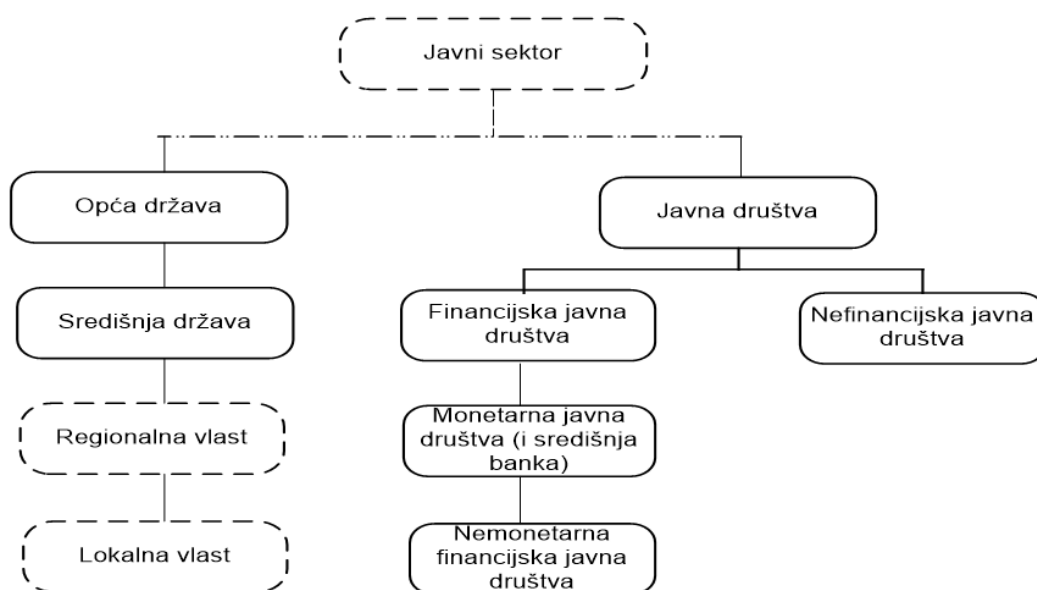 Javni sektor
Opća država
Javna društva
Središnja država
Financijska javna
društva
Nefinancijska javna
društva
Regionalna vlast
Monetarna javna
društva (i središnja
banka)
Lokalna vlast
Nemonetarna
financijska javna
društva